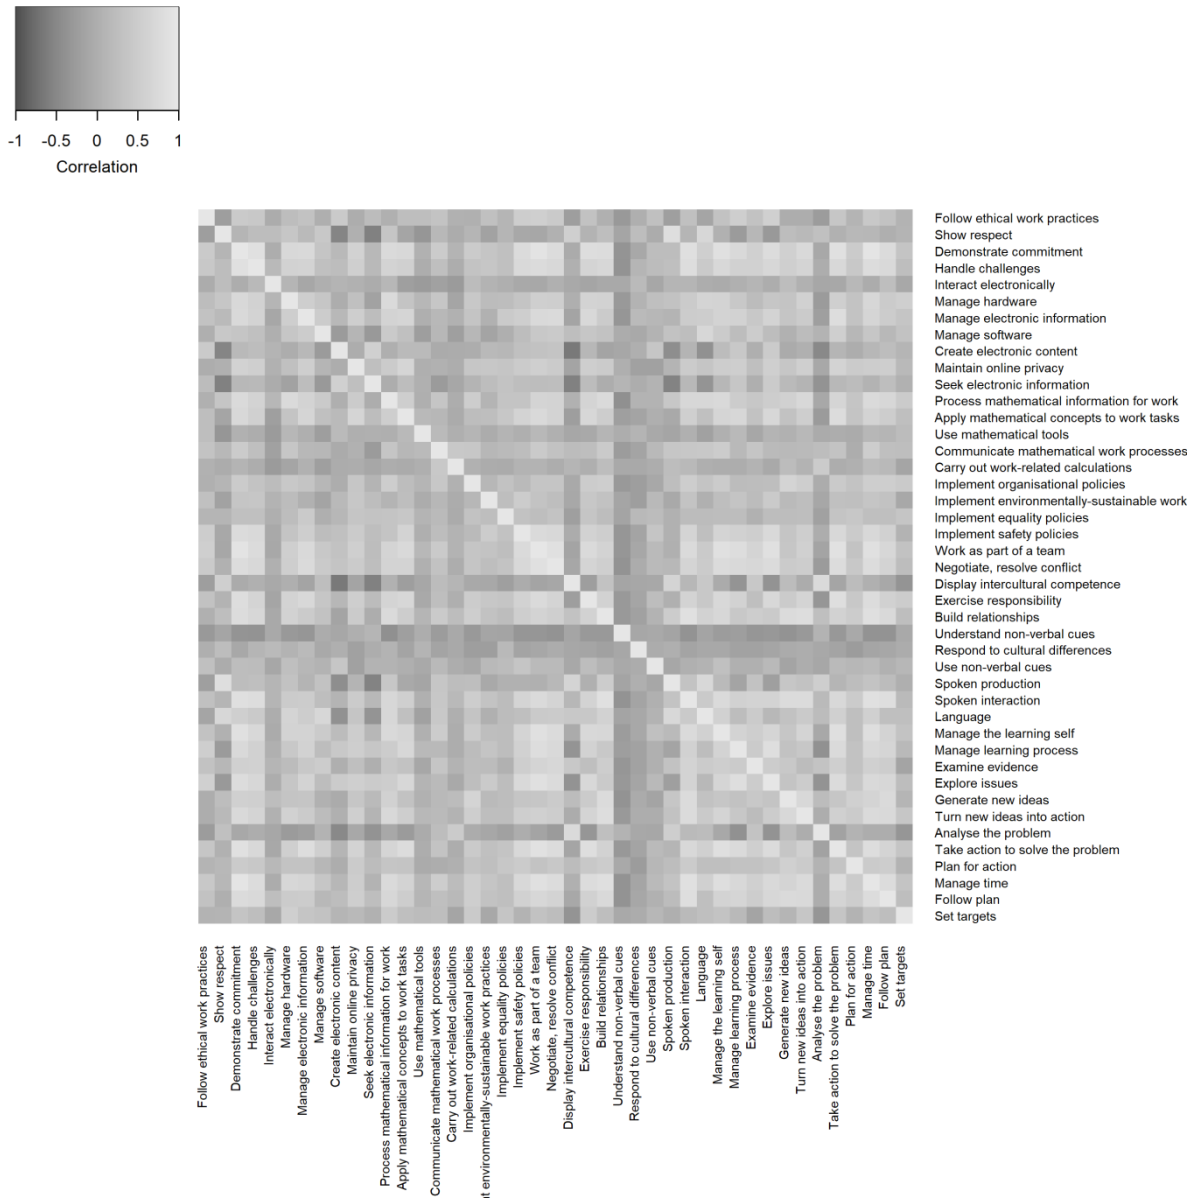 -1 -0.5 0 0.5 1
Correlation
Follow ethical work practices
Show respect
Demonstrate commitment
Handle challenges
Interact electronically
Manage hardware
Manage electronic information
Manage software
Create electronic content
Maintain online privacy
Seek electronic information
Process mathematical information for work
Apply mathematical concepts to work tasks
Use mathematical tools
Communicate mathematical work processes
Carry out work-related calculations
Implement organisational policies
Implement environmentally-sustainable work
Implement equality policies
Implement safety policies
Work as part of a team
Negotiate, resolve conflict
Display intercultural competence
Exercise responsibility
Build relationships
Understand non-verbal cues
Respond to cultural differences
Use non-verbal cues
Spoken production
Spoken interaction
Language
Manage the learning self
Manage learning process
Examine evidence
Explore issues
Generate new ideas
Turn new ideas into action
Analyse the problem
Take action to solve the problem
Plan for action
Manage time
Follow plan
Set targets
Follow ethical work practices
Show respect
Demonstrate commitment
Handle challenges
Interact electronically
Manage hardware
Manage electronic information
Manage software
Create electronic content
Maintain online privacy
Seek electronic information
Process mathematical information for work
Apply mathematical concepts to work tasks
Use mathematical tools
Communicate mathematical work processes
Carry out work-related calculations
Implement organisational policies
nt environmentally-sustainable work practices
Implement equality policies
Implement safety policies
Work as part of a team
Negotiate, resolve conflict
Display intercultural competence
Exercise responsibility
Build relationships
Understand non-verbal cues
Respond to cultural differences
Use non-verbal cues
Spoken production
Spoken interaction
Language
Manage the learning self
Manage learning process
Examine evidence
Explore issues
Generate new ideas
Turn new ideas into action
Analyse the problem
Take action to solve the problem
Plan for action
Manage time
Follow plan
Set targets